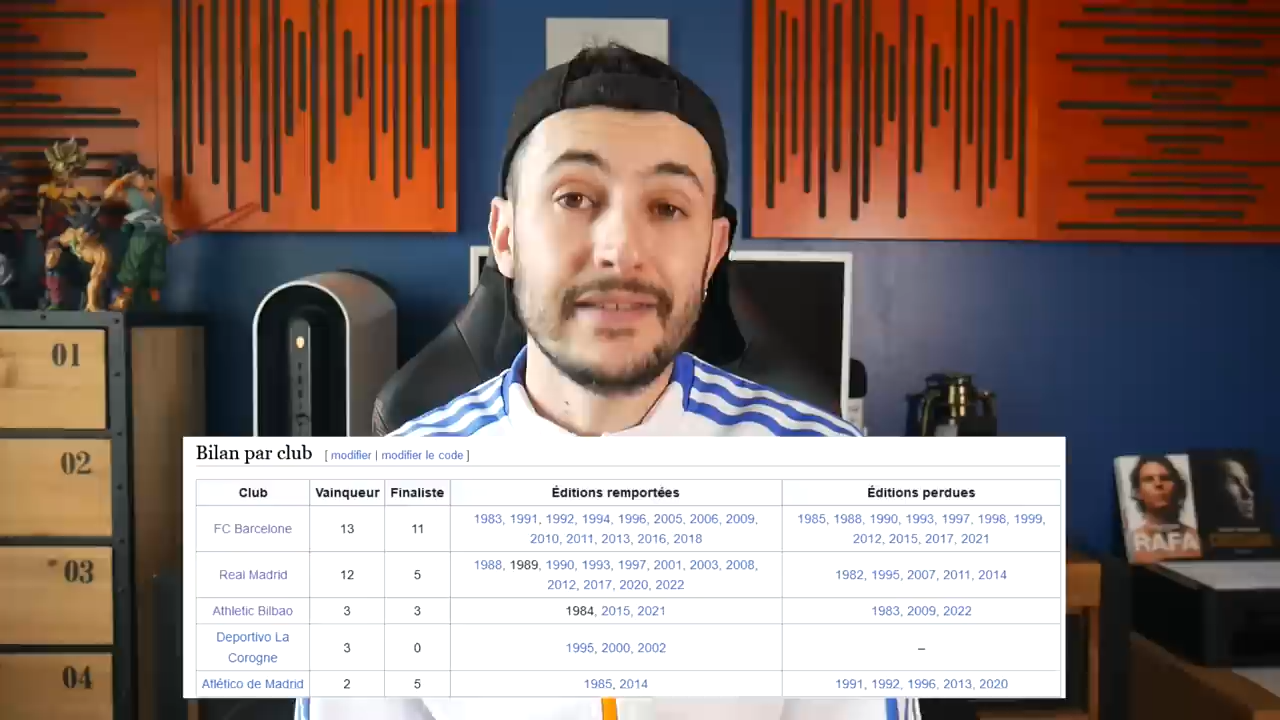 01
02
03
04
RAFA
Bilan par club [ modifier | modifier le code ]
Club Vainqueur Finaliste Éditions remportées Éditions perdues
FC Barcelone 13 11 1983, 1991, 1992, 1994, 1996, 2005, 2006, 2009, 1985, 1988, 1990, 1993, 1997, 1998, 1999,
2010, 2011, 2013, 2016, 2018 2012, 2015, 2017, 2021
Real Madrid 12 5 1988, 1989, 1990, 1993, 1997, 2001, 2003, 2008, 1982, 1995, 2007, 2011, 2014
2012, 2017, 2020, 2022
Athletic Bilbao 3 3 1984, 2015, 2021 1983, 2009, 2022
Deportivo La
Corogne 3 0 1995, 2000, 2002 –
Atlético de Madrid 2 5 1985, 2014 1991, 1992, 1996, 2013, 2020